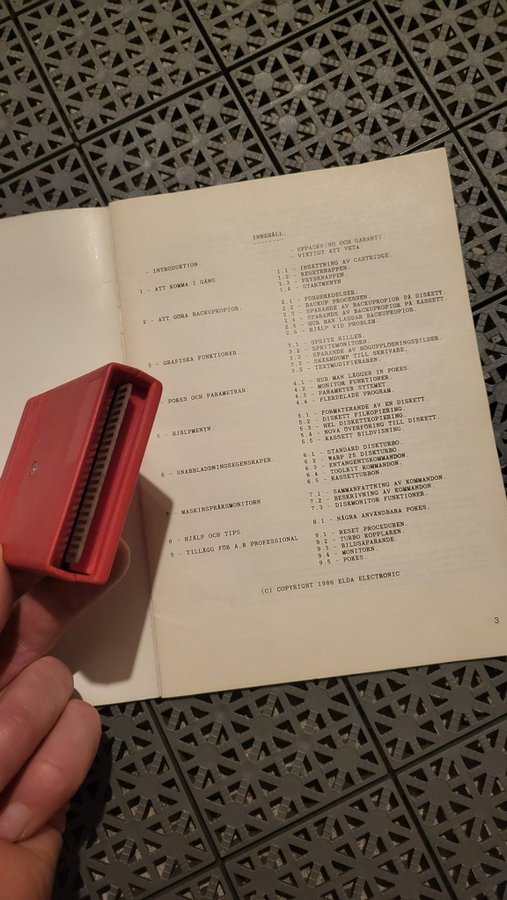 INNEHÅLL.
- INTRODUKTION.
- UPPACKNING OCH GARANTI.
- VIKTIGT ATT VETA.
1 - ATT KOMMA I GÅNG
1.1 - INSÄTTNING AV CARTRIDGE.
1.2 - RESETKNAPPEN.
1.3 - FRYSKNAPPEN.
1.4 - STARTMENYN
2 - ATT GÖRA BACKUPKOPIOR.
2.1 - FÖRBEREDELSER.
2.2 - BACKUP PROCESSEN.
2.3 - SPARANDE AV BACKUPKOPIOR PÅ DISKETT.
2.4 - SPARANDE AV BACKUPKOPIOR PÅ KASSETT.
2.5 - HUR MAN LADDAR BACKUPKOPIOR.
2.6 - HJÄLP VID PROBLEM
3 - GRAFISKA FUNKTIONER.
3.1 - SPRITE KILLER.
3.2 - SPRITEMONITORN.
3.3 - SPARANDE AV HÖGUPPLÖSNINGSBILDER.
3.4 - SKÄRMDUMP TILL SKRIVARE.
3.5 - TEXTMODIFIERAREN
4 - POKES OCH PARAMETRAR.
4.1 - HUR MAN LÄGGER IN POKES.
4.2 - MONITOR FUNKTIONER.
4.3 - PARAMETER SYTEMET
4.4 - FLERDELADE PROGRAM.
5 - HJÄLPMENYN
5.1 - FORMATERANDE AV EN DISKETT.
5.2 - DISKETT FILKOPIERING.
5.3 - HEL DISKETTKOPIERING.
5.4 - NOVA ÖVERFÖRING TILL DISKETT.
5.5 - KASSETT BILDVISNING.
6 - SNABBLADDNINGSEGENSKAPER.
6.1 - STANDARD DISKTURBO.
6.2 - WARP 25 DISKTURBO.
6.3 - ENTANGENTSKOMMANDON.
6.4 - TOOLKIT KOMMANDON.
6.5 - KASSETTURBON.
7 - MASKINSPRÅKSMONITORN
7.1 - SAMMANFATTNING AV KOMMANDON.
7.2 - BESKRIVNING AV KOMMANDON.
7.3 - DISKMONITOR FUNKTIONER.
8 - HJÄLP OCH TIPS.
8.1 - NÅGRA ANVÄNDBARA POKES.
9 - TILLÄGG FÖR A.R PROFESSIONAL
9.1 - RESET PROCEDUREN
9.2 - TURBO KOPPLAREN.
9.3 - BILDSAPARANDE.
9.4 - MONITORN.
9.5 - POKES.
(C) COPYRIGHT 1988 ELDA ELECTRONIC
3